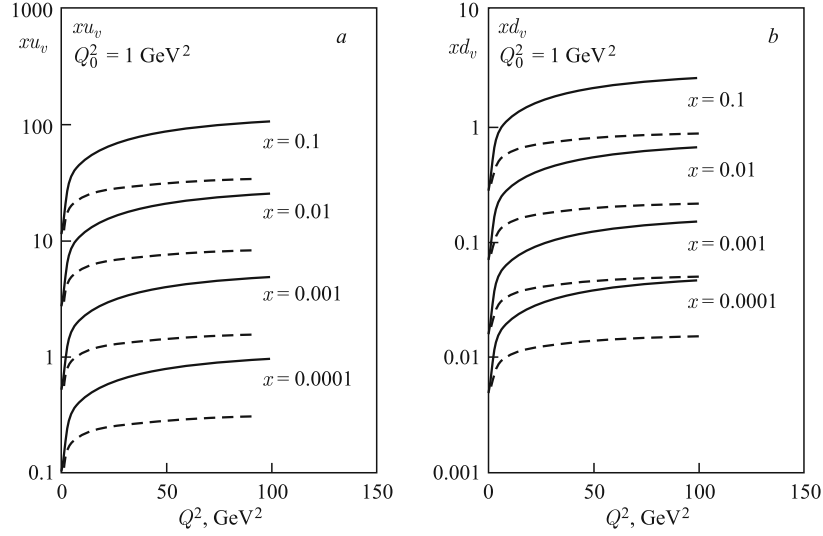 1000
xu_v
xu_v
Q_0^2 = 1 GeV^2
a
100
x = 0.1
x = 0.01
10
x = 0.001
1
x = 0.0001
0.1
0 50 100 150
Q^2, GeV^2
10
xd_v
xd_v
Q_0^2 = 1 GeV^2
b
x = 0.1
1
x = 0.01
0.1
x = 0.001
x = 0.0001
0.01
0.001
0 50 100 150
Q^2, GeV^2